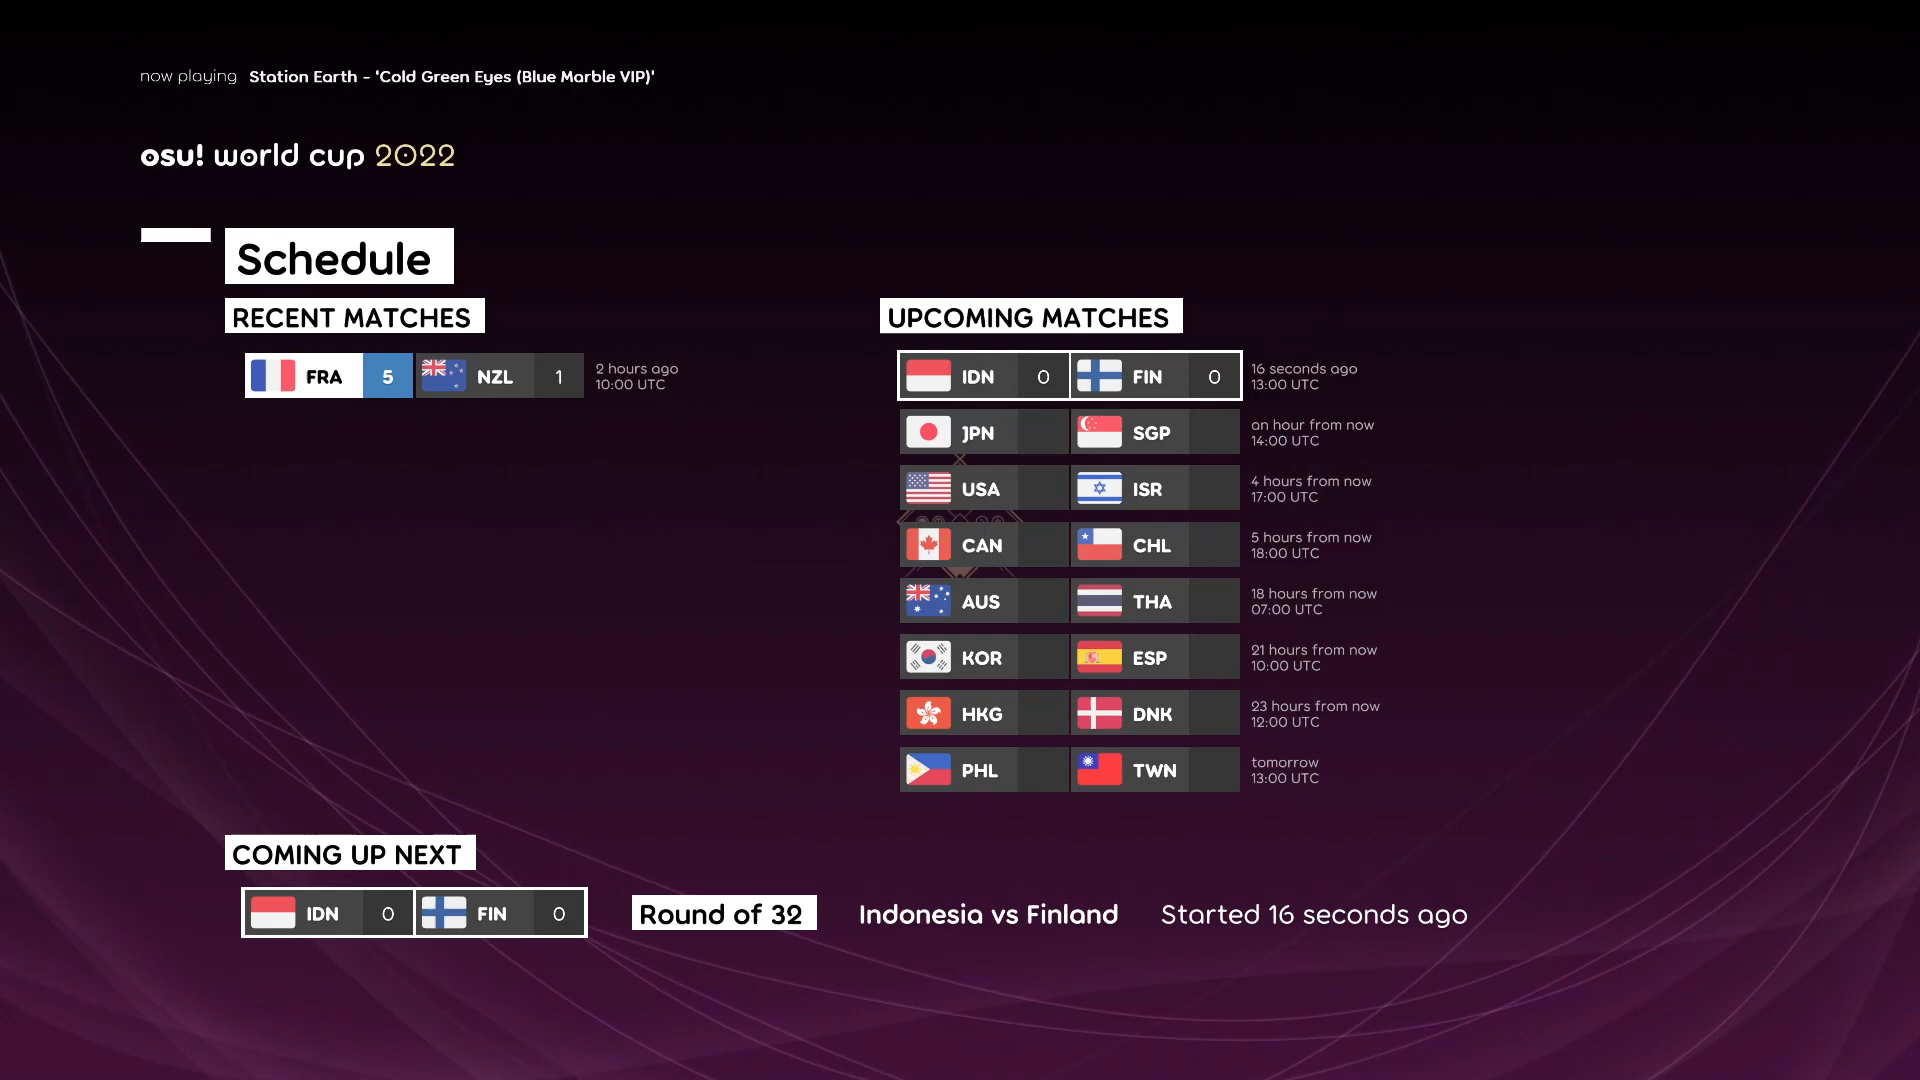 now playing Station Earth - 'Cold Green Eyes (Blue Marble VIP)'
osu! world cup 2022
Schedule
RECENT MATCHES
FRA 5 NZL 1 2 hours ago
10:00 UTC
UPCOMING MATCHES
IDN 0 FIN 0 16 seconds ago
13:00 UTC
JPN SGP an hour from now
14:00 UTC
USA ISR 4 hours from now
17:00 UTC
CAN CHL 5 hours from now
18:00 UTC
AUS THA 18 hours from now
07:00 UTC
KOR ESP 21 hours from now
10:00 UTC
HKG DNK 23 hours from now
12:00 UTC
PHL TWN tomorrow
13:00 UTC
COMING UP NEXT
IDN 0 FIN 0 Round of 32 Indonesia vs Finland Started 16 seconds ago